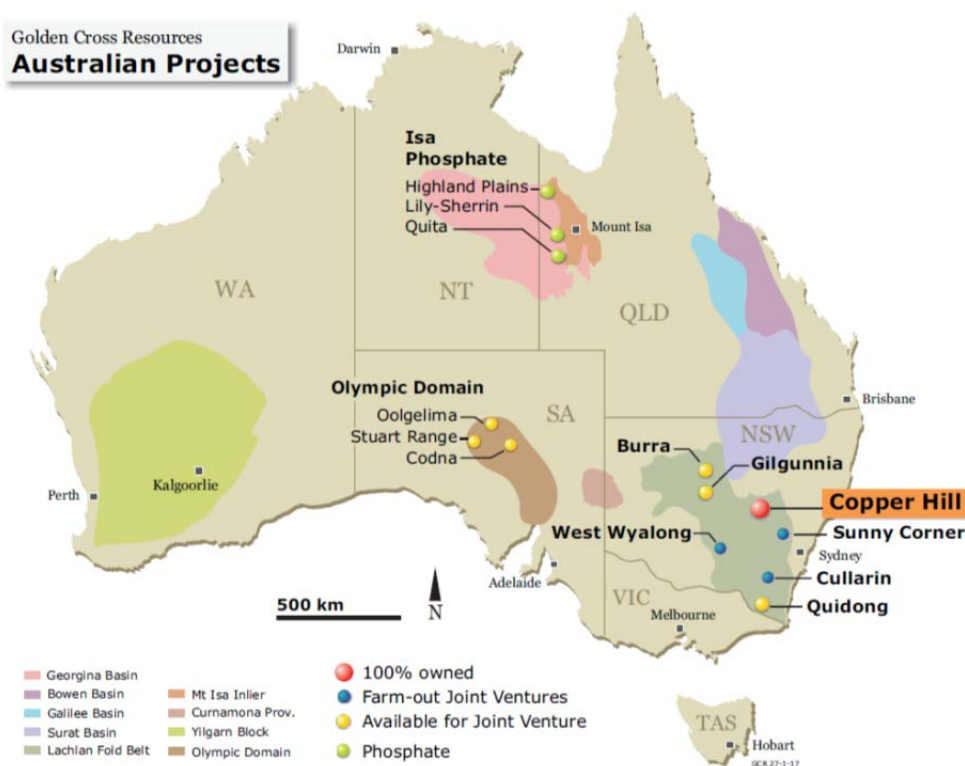 Golden Cross Resources
Australian Projects
Darwin
Isa
Phosphate
Highland Plains
Lily-Sherrin
Quita
Mount Isa
WA
NT
QLD
Olympic Domain
Oolgelima
Stuart Range
Codna
SA
Brisbane
NSW
Burra
Gilgunnia
Kalgoorlie
Perth
Copper Hill
West Wyalong
Sunny Corner
Sydney
Adelaide
Cullarin
VIC
Quidong
500 km
N
Melbourne
Georgina Basin
Bowen Basin
Galilee Basin
Surat Basin
Lachlan Fold Belt
Mt Isa Inlier
Curnamona Prov.
Yilgarn Block
Olympic Domain
100% owned
Farm-out Joint Ventures
Available for Joint Venture
Phosphate
TAS
Hobart
GCR 27-1-17